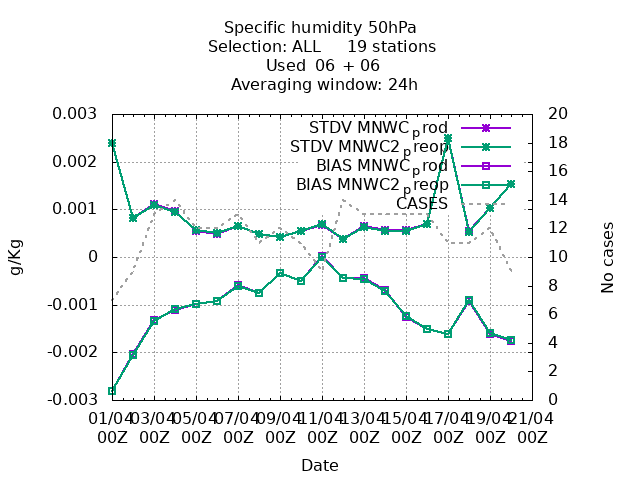 Specific humidity 50hPa
Selection: ALL 19 stations
Used 06 + 06
Averaging window: 24h
STDV MNWCprod
STDV MNWC2preop
BIAS MNWCprod
BIAS MNWC2preop
CASES
g/Kg
0.003
0.002
0.001
0
-0.001
-0.002
-0.003
20
18
16
14
12
10
8
6
4
2
0
No cases
01/04 03/04 05/04 07/04 09/04 11/04 13/04 15/04 17/04 19/04 21/04
00Z 00Z 00Z 00Z 00Z 00Z 00Z 00Z 00Z 00Z 00Z
Date